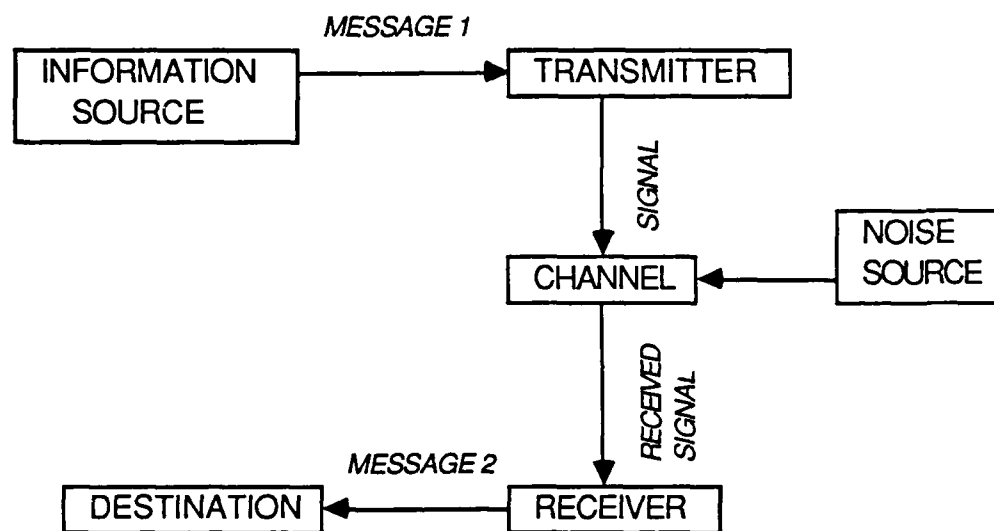 MESSAGE 1
INFORMATION
SOURCE
TRANSMITTER
SIGNAL
NOISE
SOURCE
CHANNEL
RECEIVED
SIGNAL
MESSAGE 2
DESTINATION
RECEIVER